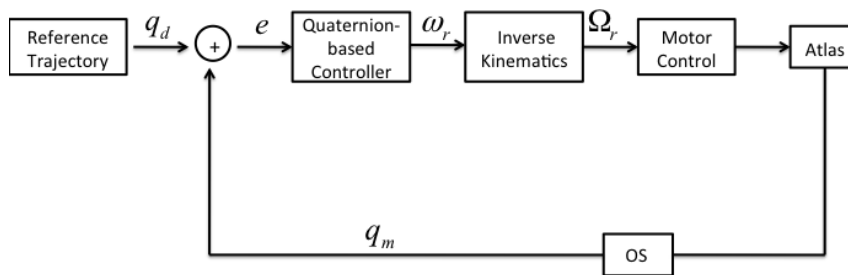 Reference
Trajectory
q_d
+
e
Quaternion-
based
Controller
ω_r
Inverse
Kinematics
Ω_r
Motor
Control
Atlas
q_m
OS